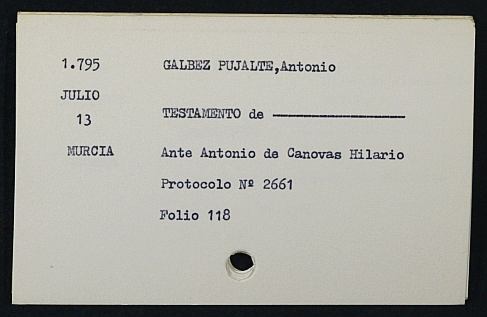 1.795 GALBEZ PUJALTE,Antonio
JULIO
13 TESTAMENTO de ————————
MURCIA Ante Antonio de Canovas Hilario
Protocolo Nº 2661
Folio 118